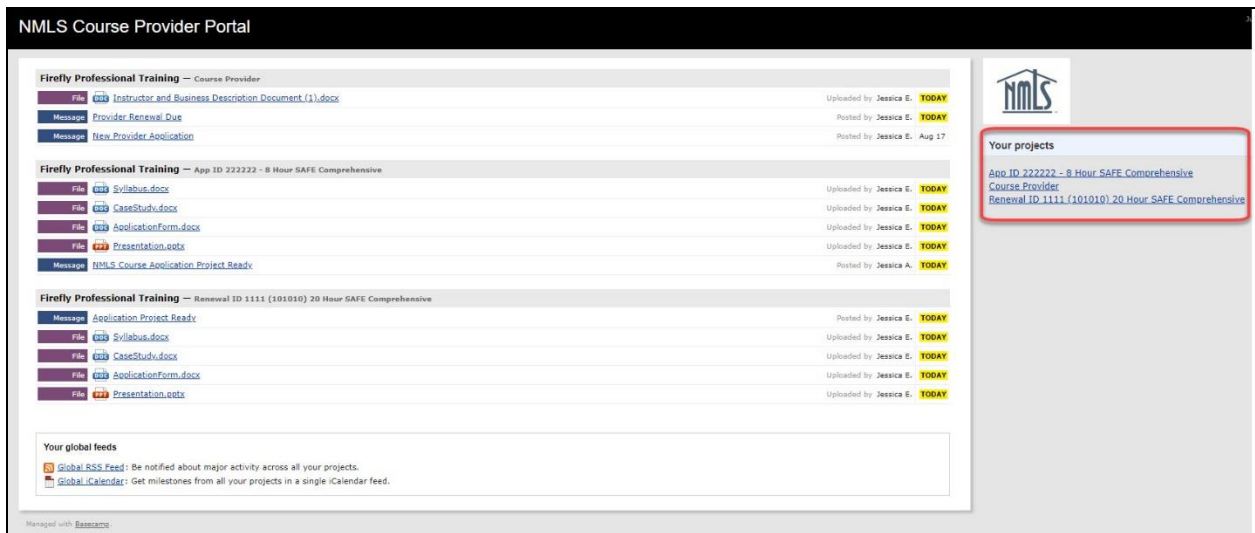 NMLS Course Provider Portal
Firefly Professional Training — Course Provider
File DOC Instructor and Business Description Document (1).docx Uploaded by Jessica E. TODAY
Message Provider Renewal Due Posted by Jessica E. TODAY
Message New Provider Application Posted by Jessica E. Aug 17
Firefly Professional Training — App ID 222222 - 8 Hour SAFE Comprehensive
File DOC Syllabus.docx Uploaded by Jessica E. TODAY
File DOC CaseStudy.docx Uploaded by Jessica E. TODAY
File DOC ApplicationForm.docx Uploaded by Jessica E. TODAY
File PPT Presentation.pptx Uploaded by Jessica E. TODAY
Message NMLS Course Application Project Ready Posted by Jessica A. TODAY
Firefly Professional Training — Renewal ID 1111 (101010) 20 Hour SAFE Comprehensive
Message Application Project Ready Posted by Jessica E. TODAY
File DOC Syllabus.docx Uploaded by Jessica E. TODAY
File DOC CaseStudy.docx Uploaded by Jessica E. TODAY
File DOC ApplicationForm.docx Uploaded by Jessica E. TODAY
File PPT Presentation.pptx Uploaded by Jessica E. TODAY
Your global feeds
Global RSS Feed: Be notified about major activity across all your projects.
Global iCalendar: Get milestones from all your projects in a single iCalendar feed.
Managed with Basecamp
NMLS
Your projects
App ID 222222 - 8 Hour SAFE Comprehensive
Course Provider
Renewal ID 1111 (101010) 20 Hour SAFE Comprehensive